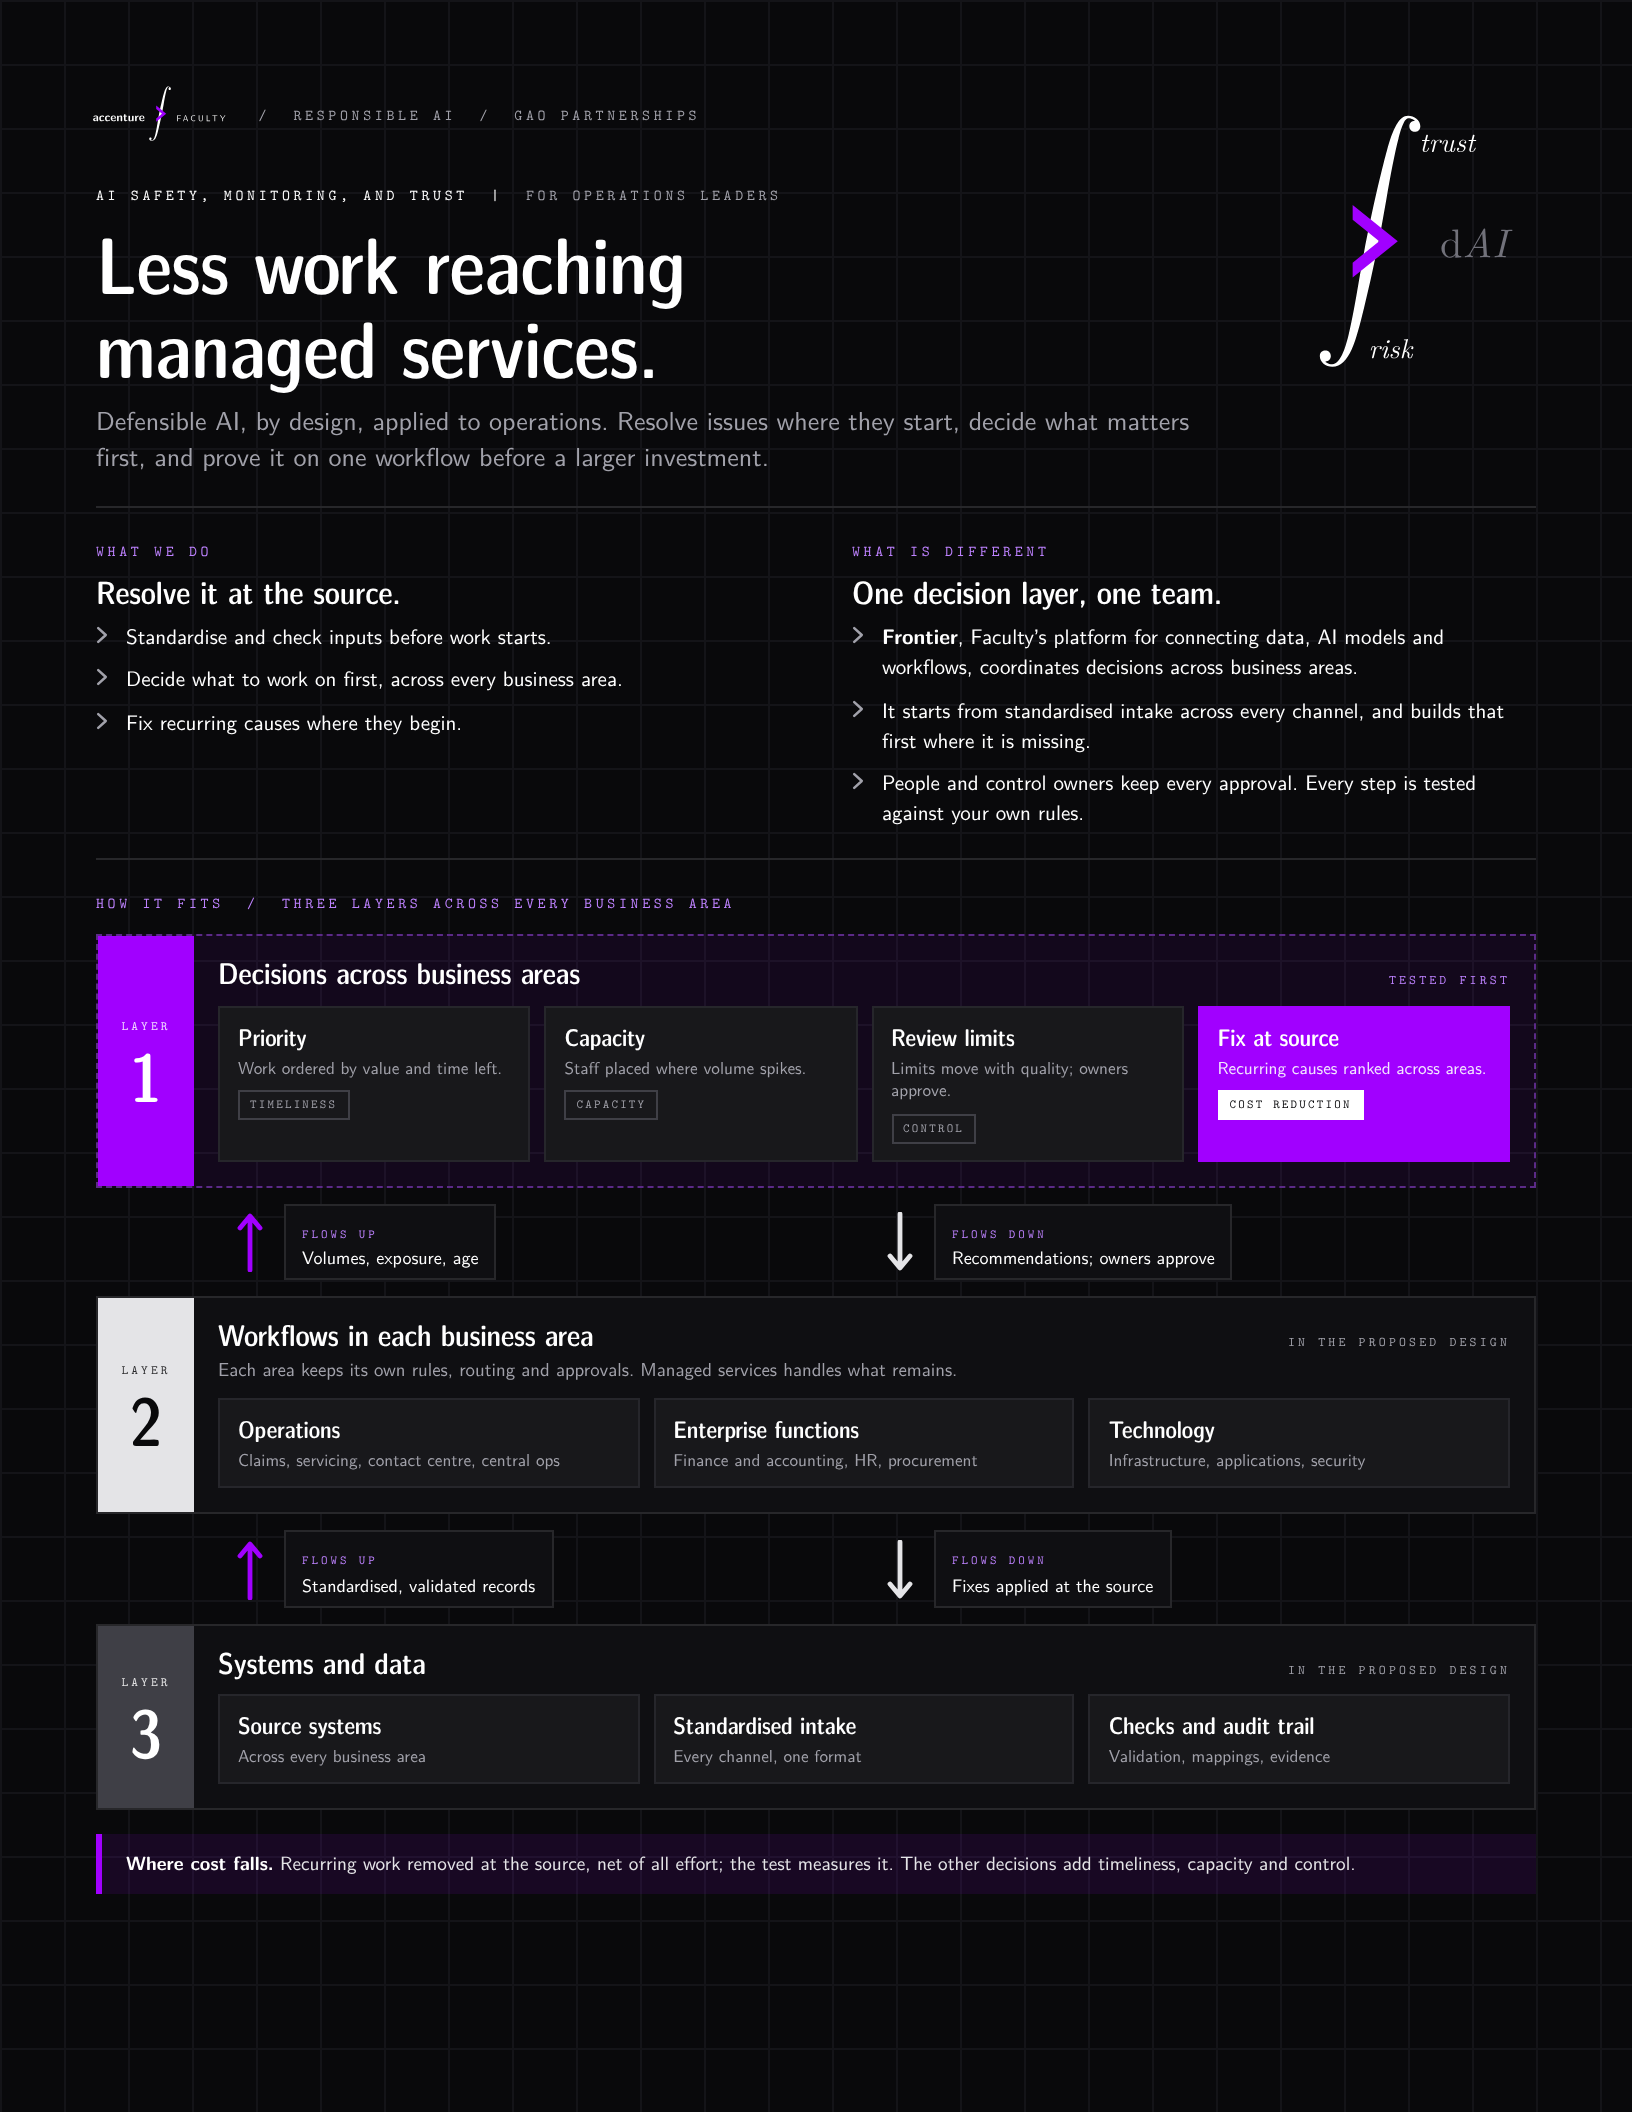 accenture FACULTY / RESPONSIBLE AI / GAO PARTNERSHIPS
trust
dAI
risk
AI SAFETY, MONITORING, AND TRUST | FOR OPERATIONS LEADERS
Less work reaching
managed services.
Defensible AI, by design, applied to operations. Resolve issues where they start, decide what matters
first, and prove it on one workflow before a larger investment.
WHAT WE DO
Resolve it at the source.
Standardise and check inputs before work starts.
Decide what to work on first, across every business area.
Fix recurring causes where they begin.
WHAT IS DIFFERENT
One decision layer, one team.
Frontier, Faculty's platform for connecting data, AI models and
workflows, coordinates decisions across business areas.
It starts from standardised intake across every channel, and builds that
first where it is missing.
People and control owners keep every approval. Every step is tested
against your own rules.
HOW IT FITS / THREE LAYERS ACROSS EVERY BUSINESS AREA
LAYER
1
Decisions across business areas
TESTED FIRST
Priority
Work ordered by value and time left.
TIMELINESS
Capacity
Staff placed where volume spikes.
CAPACITY
Review limits
Limits move with quality; owners
approve.
CONTROL
Fix at source
Recurring causes ranked across areas.
COST REDUCTION
FLOWS UP
Volumes, exposure, age
FLOWS DOWN
Recommendations; owners approve
LAYER
2
Workflows in each business area
IN THE PROPOSED DESIGN
Each area keeps its own rules, routing and approvals. Managed services handles what remains.
Operations
Claims, servicing, contact centre, central ops
Enterprise functions
Finance and accounting, HR, procurement
Technology
Infrastructure, applications, security
FLOWS UP
Standardised, validated records
FLOWS DOWN
Fixes applied at the source
LAYER
3
Systems and data
IN THE PROPOSED DESIGN
Source systems
Across every business area
Standardised intake
Every channel, one format
Checks and audit trail
Validation, mappings, evidence
Where cost falls. Recurring work removed at the source, net of all effort; the test measures it. The other decisions add timeliness, capacity and control.